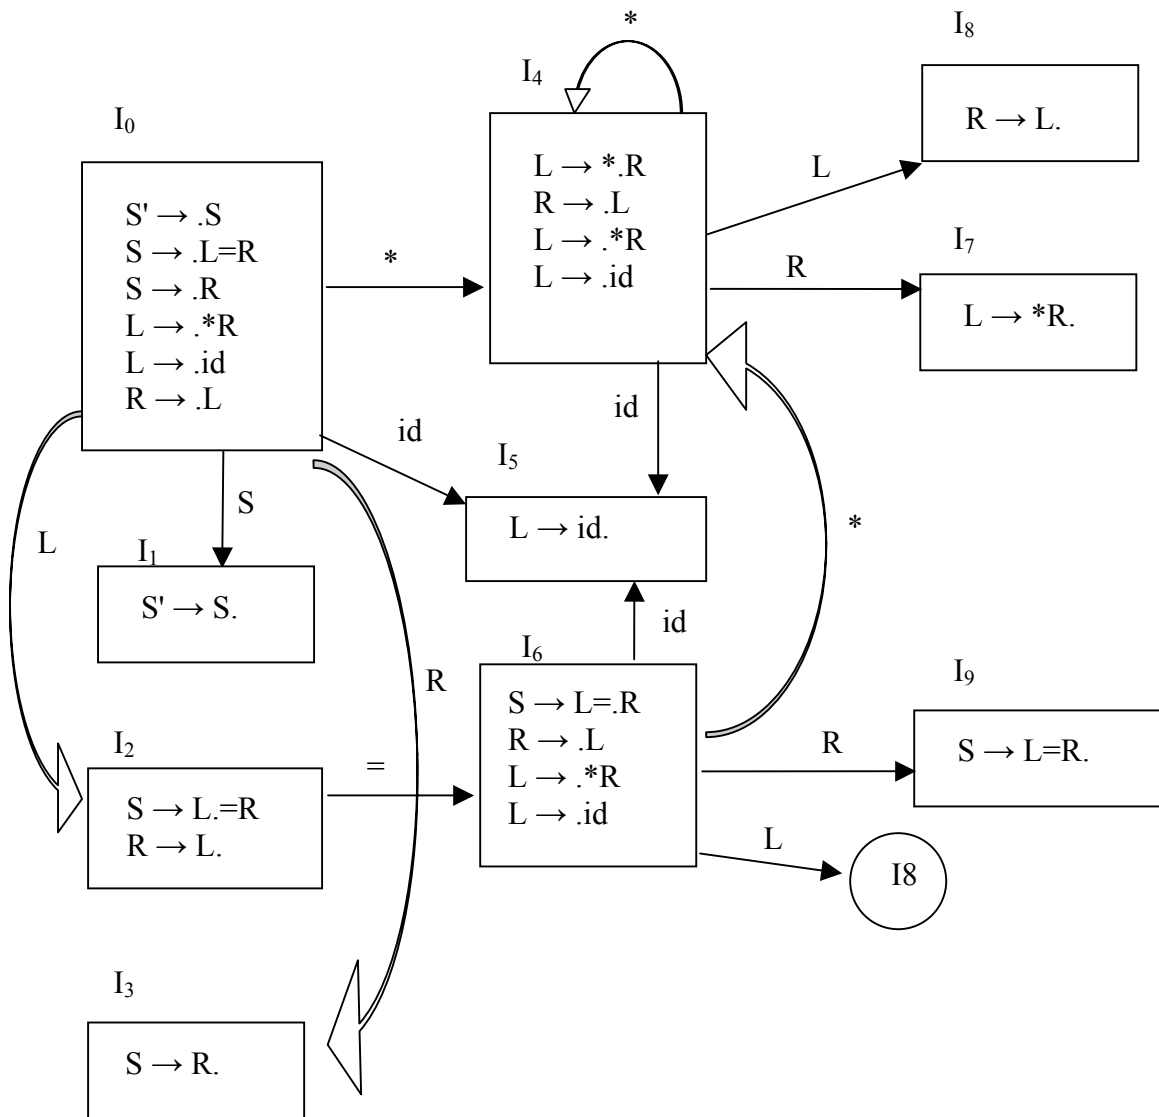 *
I₈
I₄
R → L.
I₀
L → *.R
R → .L
L → .*R
L → .id
L
S' → .S
S → .L=R
S → .R
L → .*R
L → .id
R → .L
*
I₇
R
L → *R.
id
id
I₅
L → id.
S
L
I₁
S' → S.
*
id
I₆
S → L=.R
R → .L
L → .*R
L → .id
R
I₉
S → L=R.
R
I₂
=
S → L.=R
R → L.
L
I8
I₃
S → R.